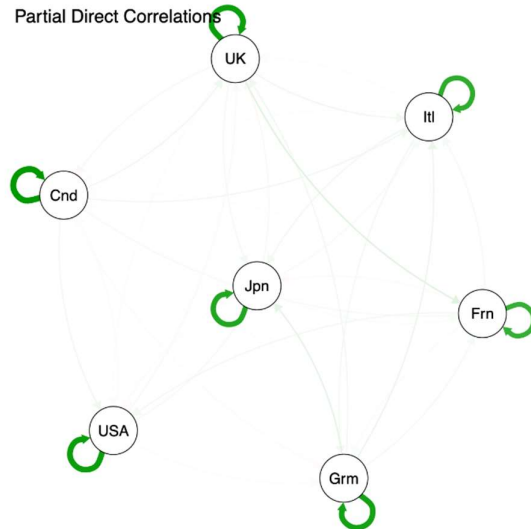 Partial Direct Correlations
UK
Itl
Cnd
Jpn
Frn
USA
Grm